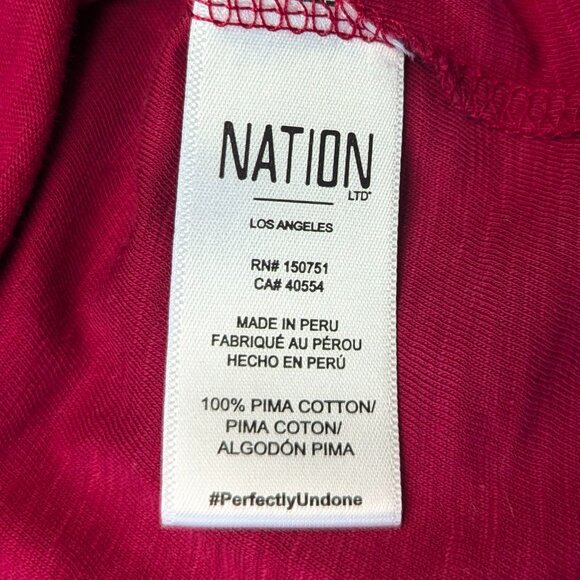 NATION
LTD
LOS ANGELES
RN# 150751
CA# 40554
MADE IN PERU
FABRIQUÉ AU PÉROU
HECHO EN PERÚ
100% PIMA COTTON/
PIMA COTON/
ALGODÓN PIMA
#PerfectlyUndone